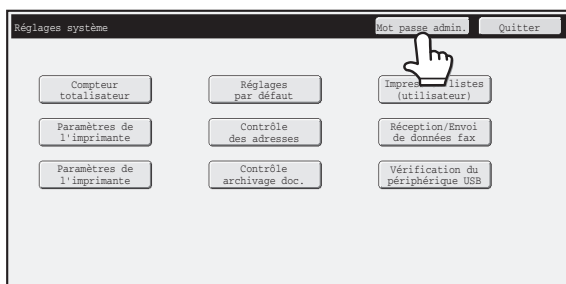 Réglages système
Mot passe admin.
Quitter
Compteur
totalisateur
Réglages
par défaut
listes
(utilisateur)
Paramètres de
l'imprimante
Contrôle
des adresses
Réception/Envoi
de données fax
Paramètres de
l'imprimante
Contrôle
archivage doc.
Vérification du
périphérique USB